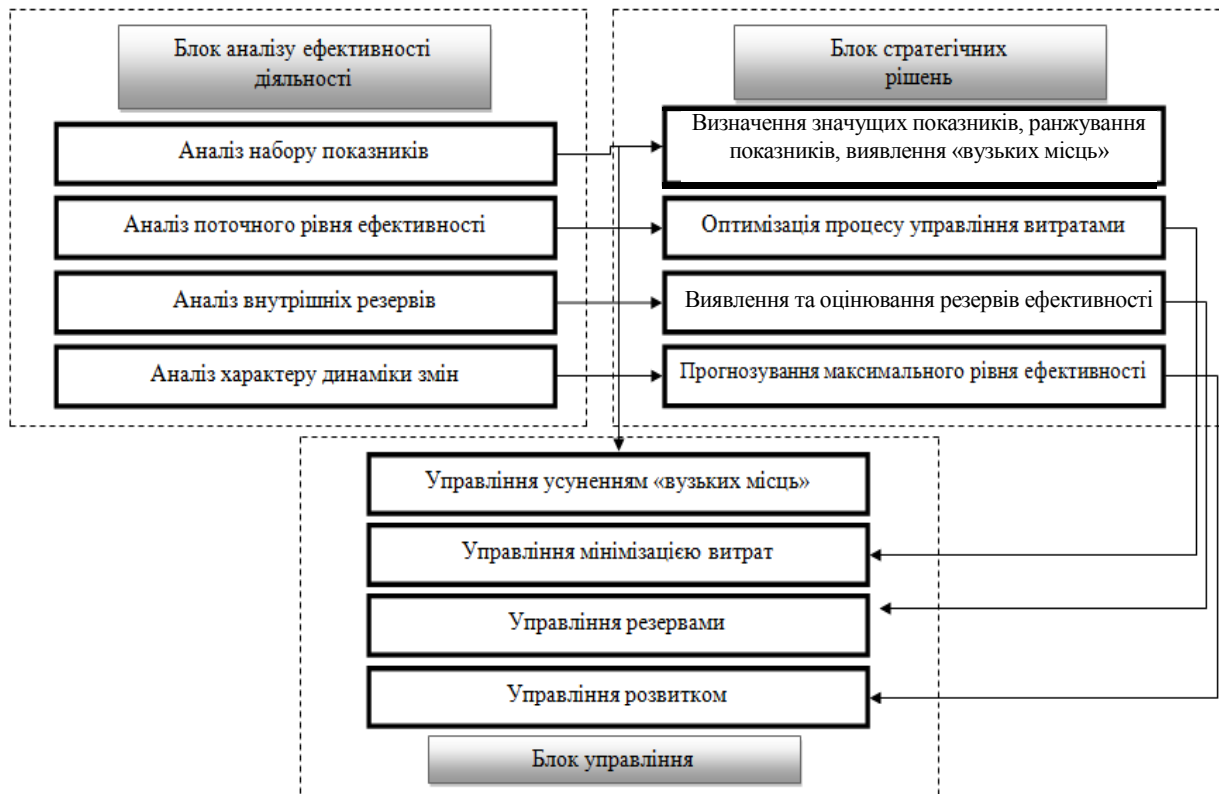 Блок аналізу ефективності
діяльності
Аналіз набору показників
Аналіз поточного рівня ефективності
Аналіз внутрішніх резервів
Аналіз характеру динаміки змін
Блок стратегічних
рішень
Визначення значущих показників, ранжування
показників, виявлення «вузьких місць»
Оптимізація процесу управління витратами
Виявлення та оцінювання резервів ефективності
Прогнозування максимального рівня ефективності
Управління усуненням «вузьких місць»
Управління мінімізацією витрат
Управління резервами
Управління розвитком
Блок управління